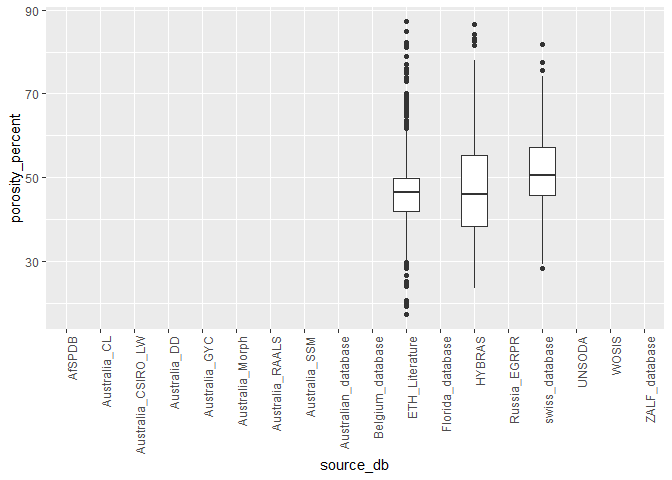 90
70
50
30
porosity_percent
AfSPDB
Australia_CL
Australia_CSIRO_LW
Australia_DD
Australia_GYC
Australia_Morph
Australia_RAALS
Australia_SSM
Australian_database
Belgium_database
ETH_Literature
Florida_database
HYBRAS
Russia_EGRPR
swiss_database
UNSODA
WOSIS
ZALF_database
source_db